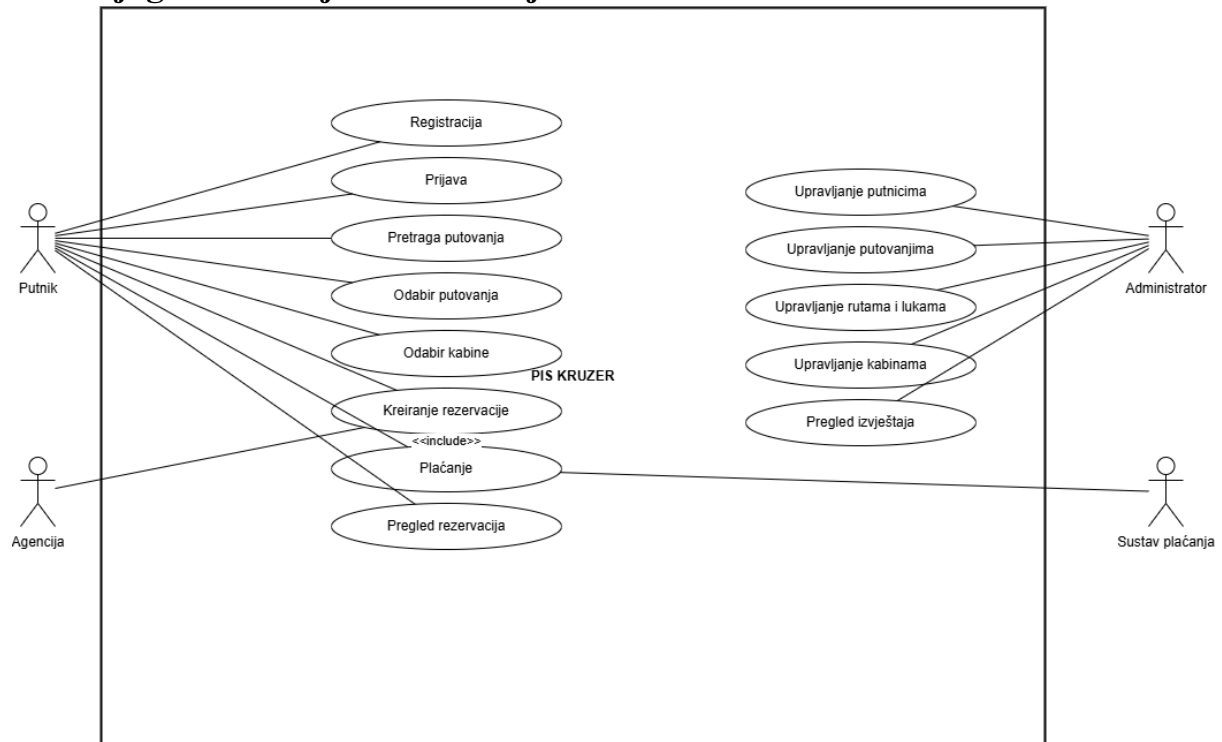 Registracija
Prijava
Pretraga putovanja
Putnik
Odabir putovanja
Odabir kabine
PIS KRUZER
Kreiranje rezervacije
<<include>>
Plaćanje
Pregled rezervacija
Agencija
Upravljanje putnicima
Upravljanje putovanjima
Upravljanje rutama i lukama
Upravljanje kabinama
Pregled izvještaja
Administrator
Sustav plaćanja